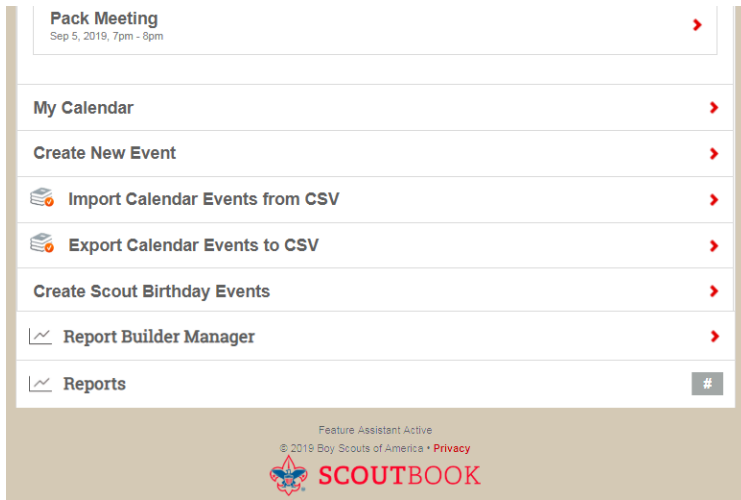 Pack Meeting
Sep 5, 2019, 7pm - 8pm
My Calendar
Create New Event
Import Calendar Events from CSV
Export Calendar Events to CSV
Create Scout Birthday Events
Report Builder Manager
Reports
#
Feature Assistant Active
© 2019 Boy Scouts of America • Privacy
SCOUTBOOK